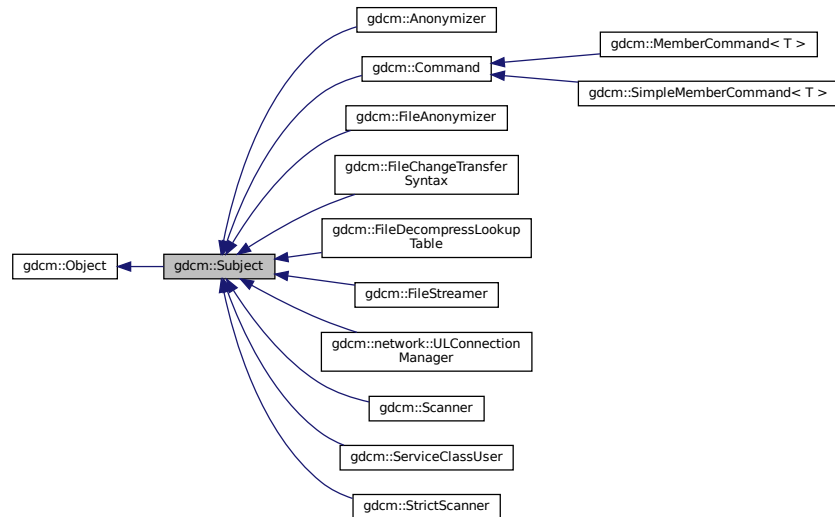 gdcm::Anonymizer
gdcm::MemberCommand< T >
gdcm::Command
gdcm::SimpleMemberCommand< T >
gdcm::FileAnonymizer
gdcm::FileChangeTransfer
Syntax
gdcm::FileDecompressLookup
Table
gdcm::Object
gdcm::Subject
gdcm::FileStreamer
gdcm::network::ULConnection
Manager
gdcm::Scanner
gdcm::ServiceClassUser
gdcm::StrictScanner